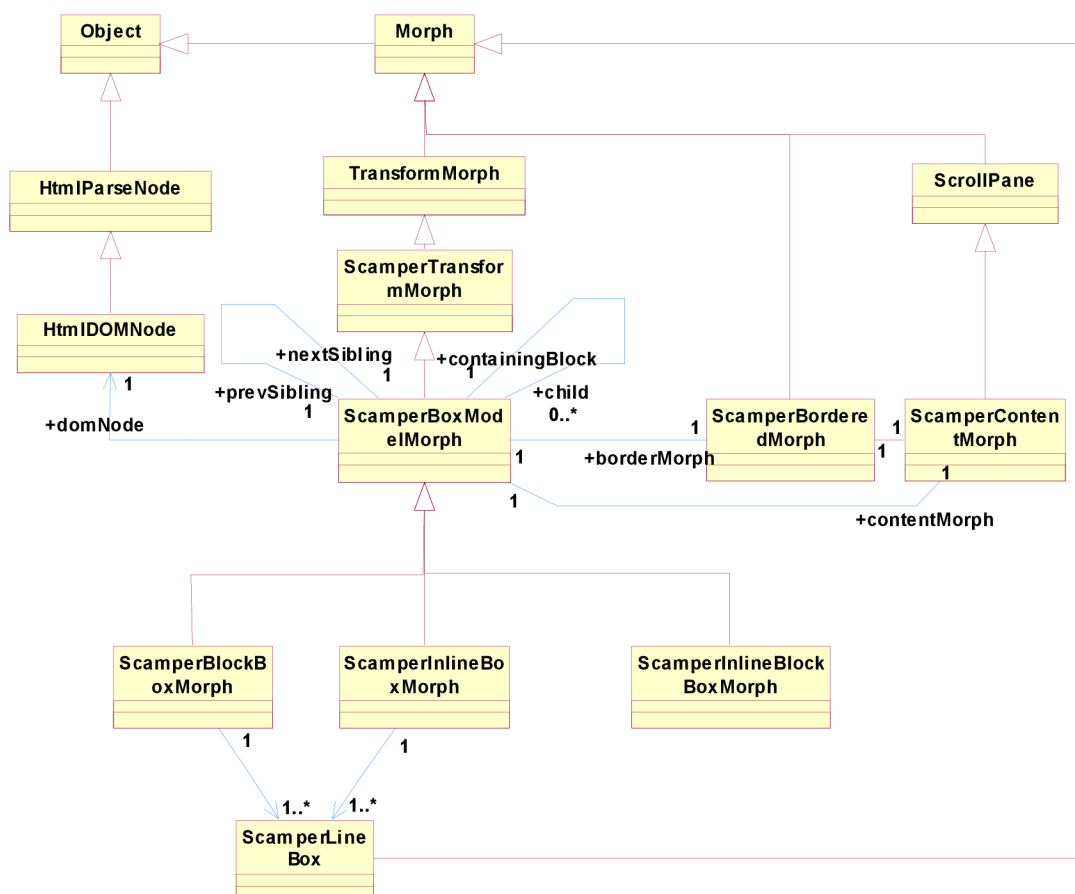 Object
Morph
HtmlParseNode
TransformMorph
ScrollPane
ScamperTransfor
mMorph
HtmlDOMNode
+nextSibling
1
+containingBlock
1
+prevSibling
1
+child
0..*
1
+domNode
ScamperBoxMod
elMorph
1
1
ScamperBordere
dMorph
1
+borderMorph
1
1
ScamperConten
tMorph
1
+contentMorph
ScamperBlockB
oxMorph
1
ScamperInlineBo
xMorph
1
ScamperInlineBlock
BoxMorph
1..*
1..*
ScamperLine
Box